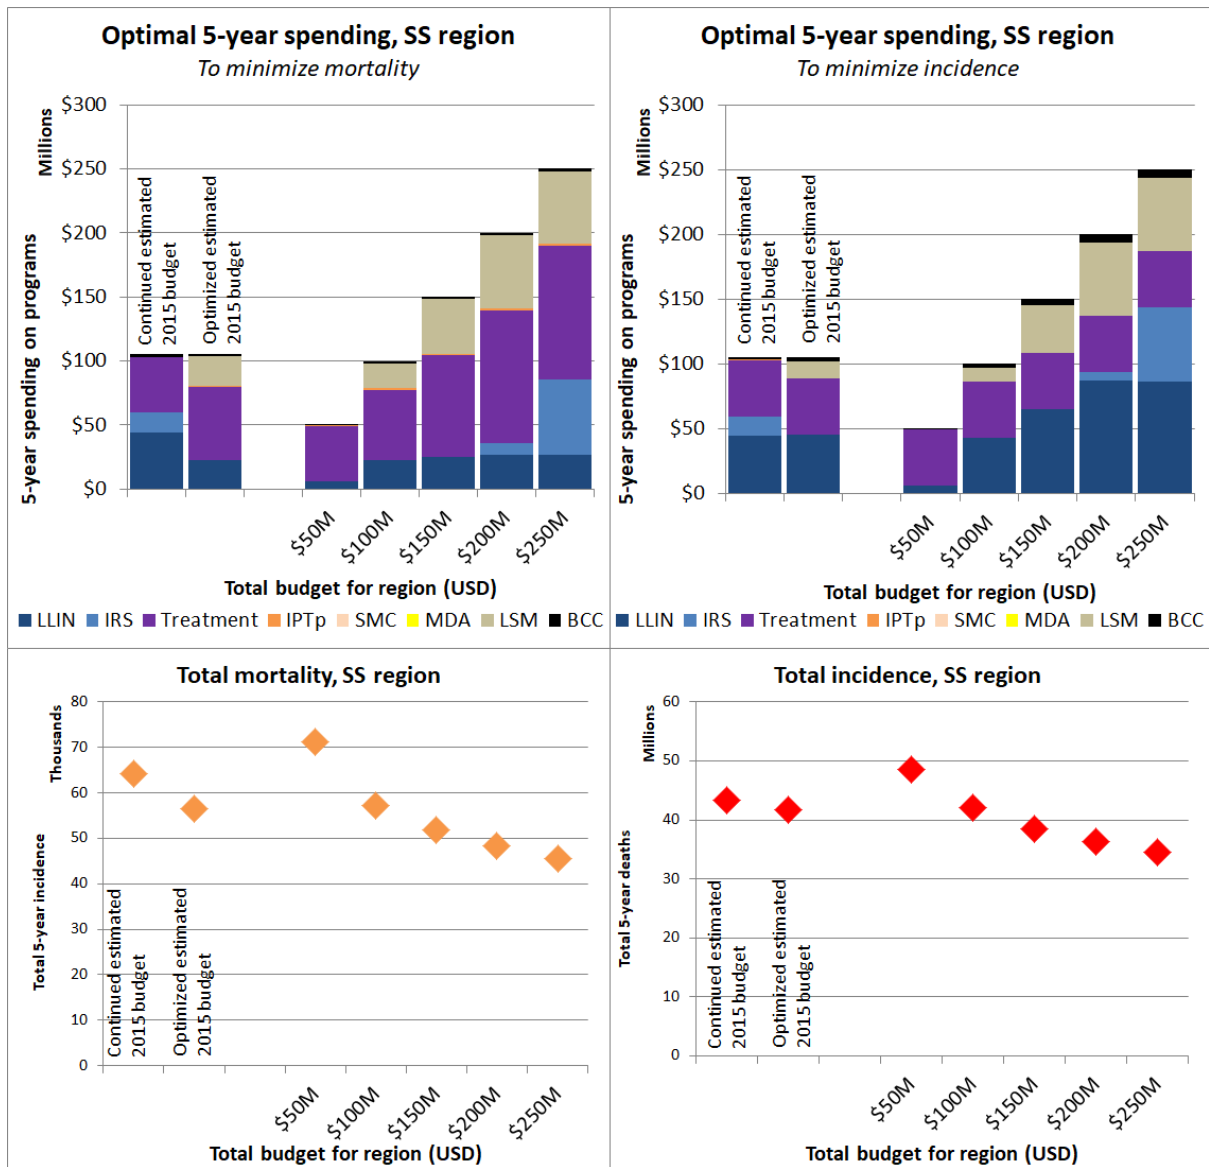 Optimal 5-year spending, SS region
To minimize mortality
Millions
5-year spending on programs
$300
$250
$200
$150
$100
$50
$0
Continued estimated
2015 budget
Optimized estimated
2015 budget
$50M
$100M
$150M
$200M
$250M
Total budget for region (USD)
LLIN IRS Treatment IPTp SMC MDA LSM BCC
Optimal 5-year spending, SS region
To minimize incidence
Millions
5-year spending on programs
$300
$250
$200
$150
$100
$50
$0
Continued estimated
2015 budget
Optimized estimated
2015 budget
$50M
$100M
$150M
$200M
$250M
Total budget for region (USD)
LLIN IRS Treatment IPTp SMC MDA LSM BCC
Total mortality, SS region
Thousands
Total 5-year incidence
80
70
60
50
40
30
20
10
0
Continued estimated
2015 budget
Optimized estimated
2015 budget
$50M
$100M
$150M
$200M
$250M
Total budget for region (USD)
Total incidence, SS region
Millions
Total 5-year deaths
60
50
40
30
20
10
0
Continued estimated
2015 budget
Optimized estimated
2015 budget
$50M
$100M
$150M
$200M
$250M
Total budget for region (USD)